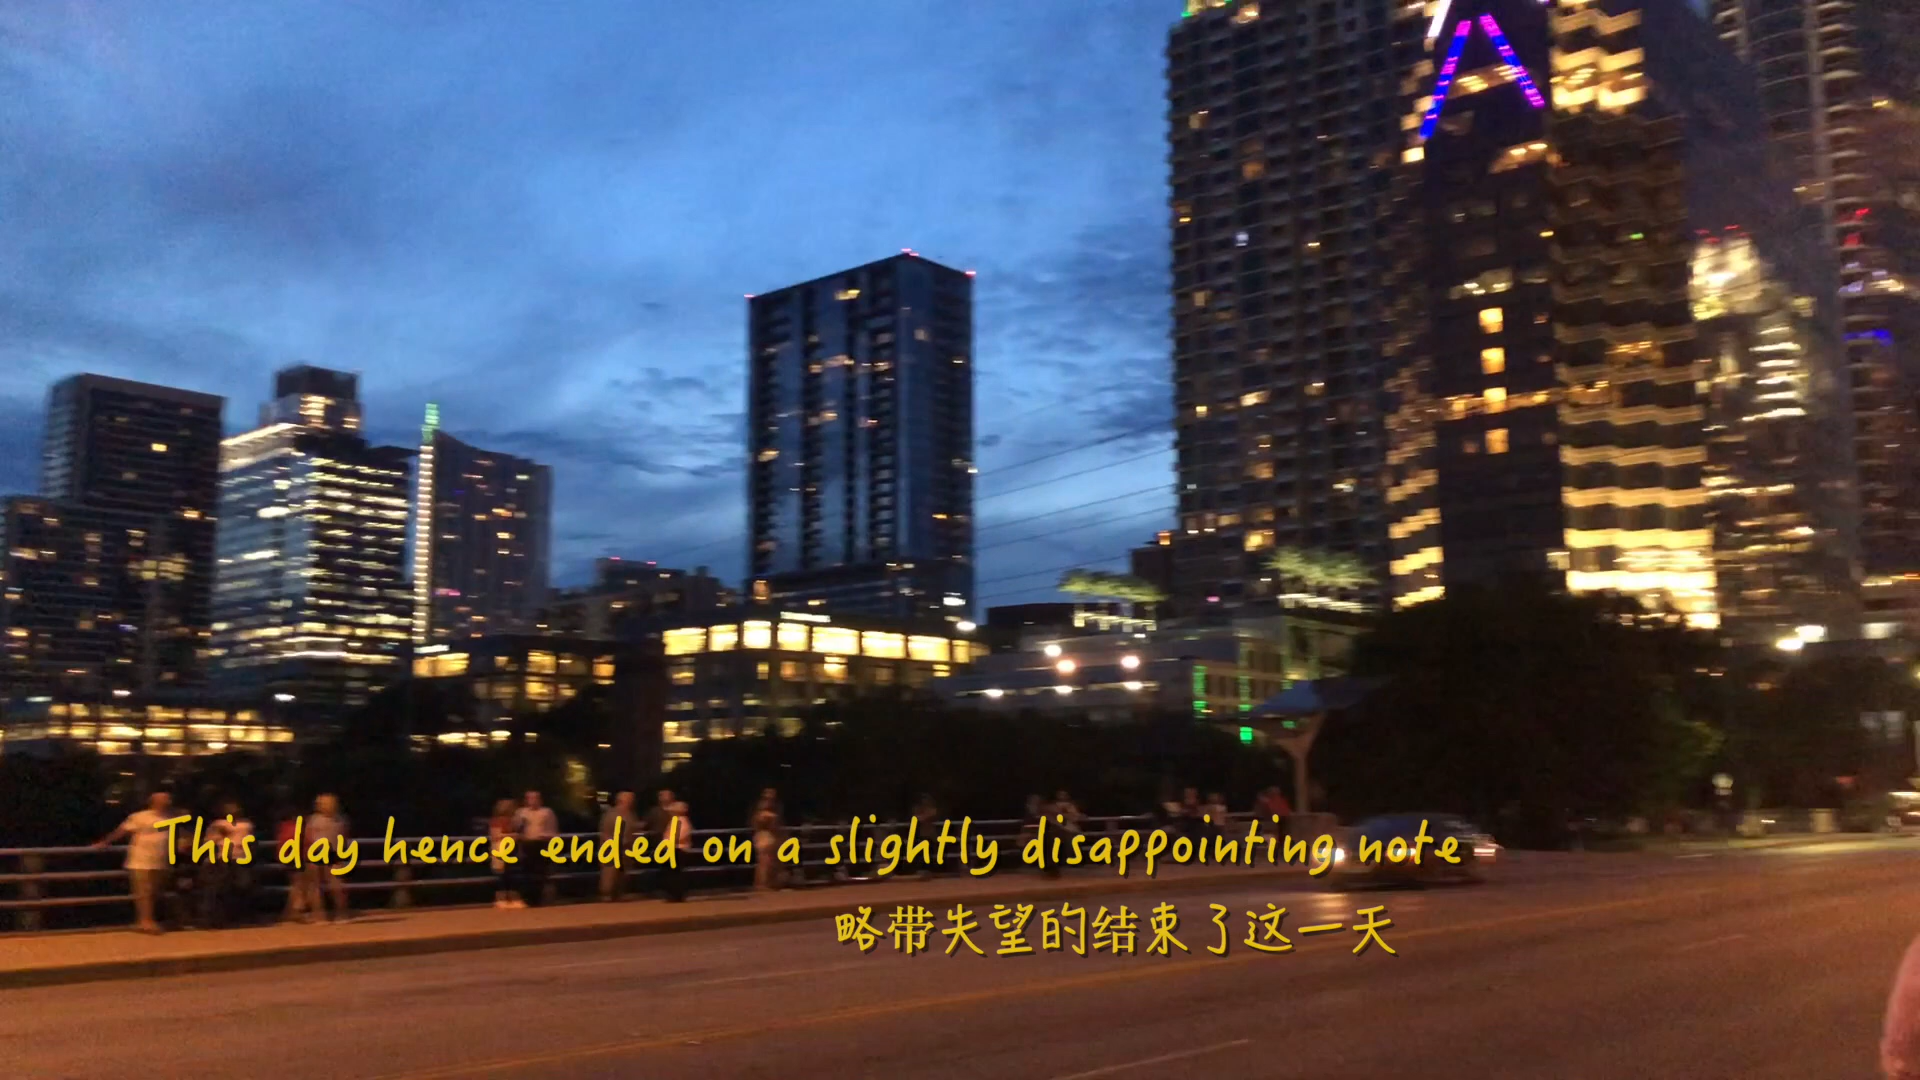 This day hence ended on a slightly disappointing note
略带失望的结束了这一天